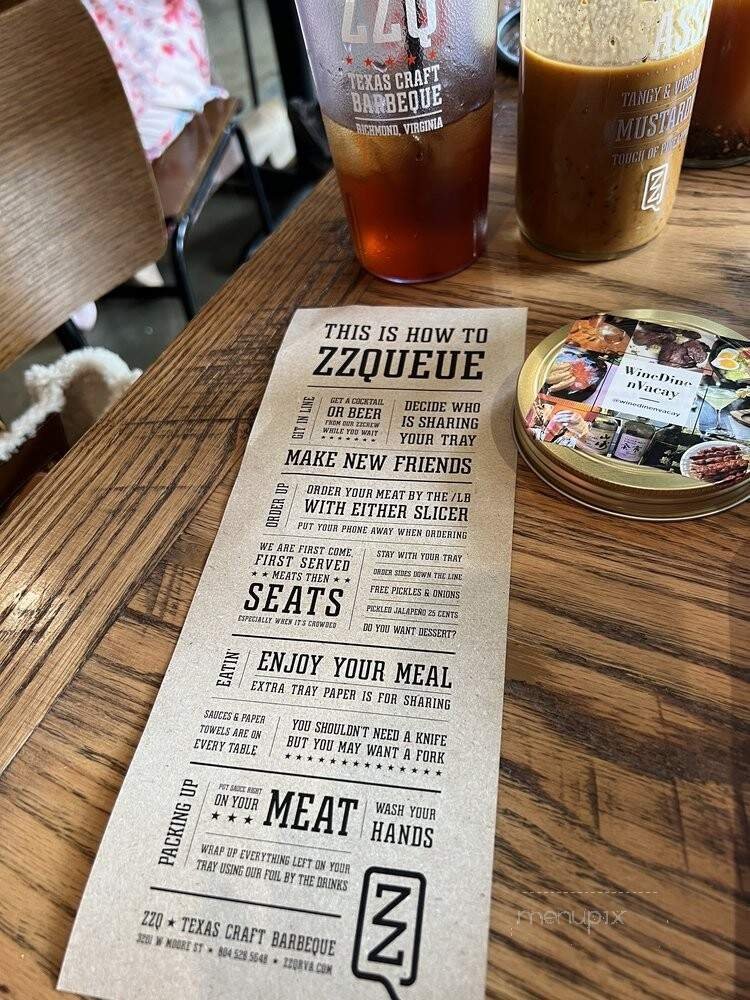 ZZQ
TEXAS CRAFT
BARBEQUE
RICHMOND, VIRGINIA
TANGY &
MUSTARD
TOUCH OF
THIS IS HOW TO
ZZQUEUE
GIT IN LINE
GET A COCKTAIL
OR BEER
FROM OUR ZZCREW
WHILE YOU WAIT
DECIDE WHO
IS SHARING
YOUR TRAY
MAKE NEW FRIENDS
ORDER UP
ORDER YOUR MEAT BY THE /LB
WITH EITHER SLICER
PUT YOUR PHONE AWAY WHEN ORDERING
WE ARE FIRST COME,
FIRST SERVED
★ ★ MEATS THEN ★ ★
SEATS
ESPECIALLY WHEN IT'S CROWDED
STAY WITH YOUR TRAY
ORDER SIDES DOWN THE LINE
FREE PICKLES & ONIONS
PICKLED JALAPEÑO 25 CENTS
DO YOU WANT DESSERT?
EATIN
ENJOY YOUR MEAL
EXTRA TRAY PAPER IS FOR SHARING
SAUCES & PAPER
TOWELS ARE ON
EVERY TABLE
YOU SHOULDN'T NEED A KNIFE
BUT YOU MAY WANT A FORK
PACKING UP
PUT SAUCE RIGHT
ON YOUR
MEAT
WASH YOUR
HANDS
WRAP UP EVERYTHING LEFT ON YOUR
TRAY USING OUR FOIL BY THE DRINKS
ZZQ ★ TEXAS CRAFT BARBEQUE
3201 W MOORE ST ★ 804.528.5648 ★ ZZQRVA.COM
ZZ
WineDine
nVacay
@winedinenvacay
menupix